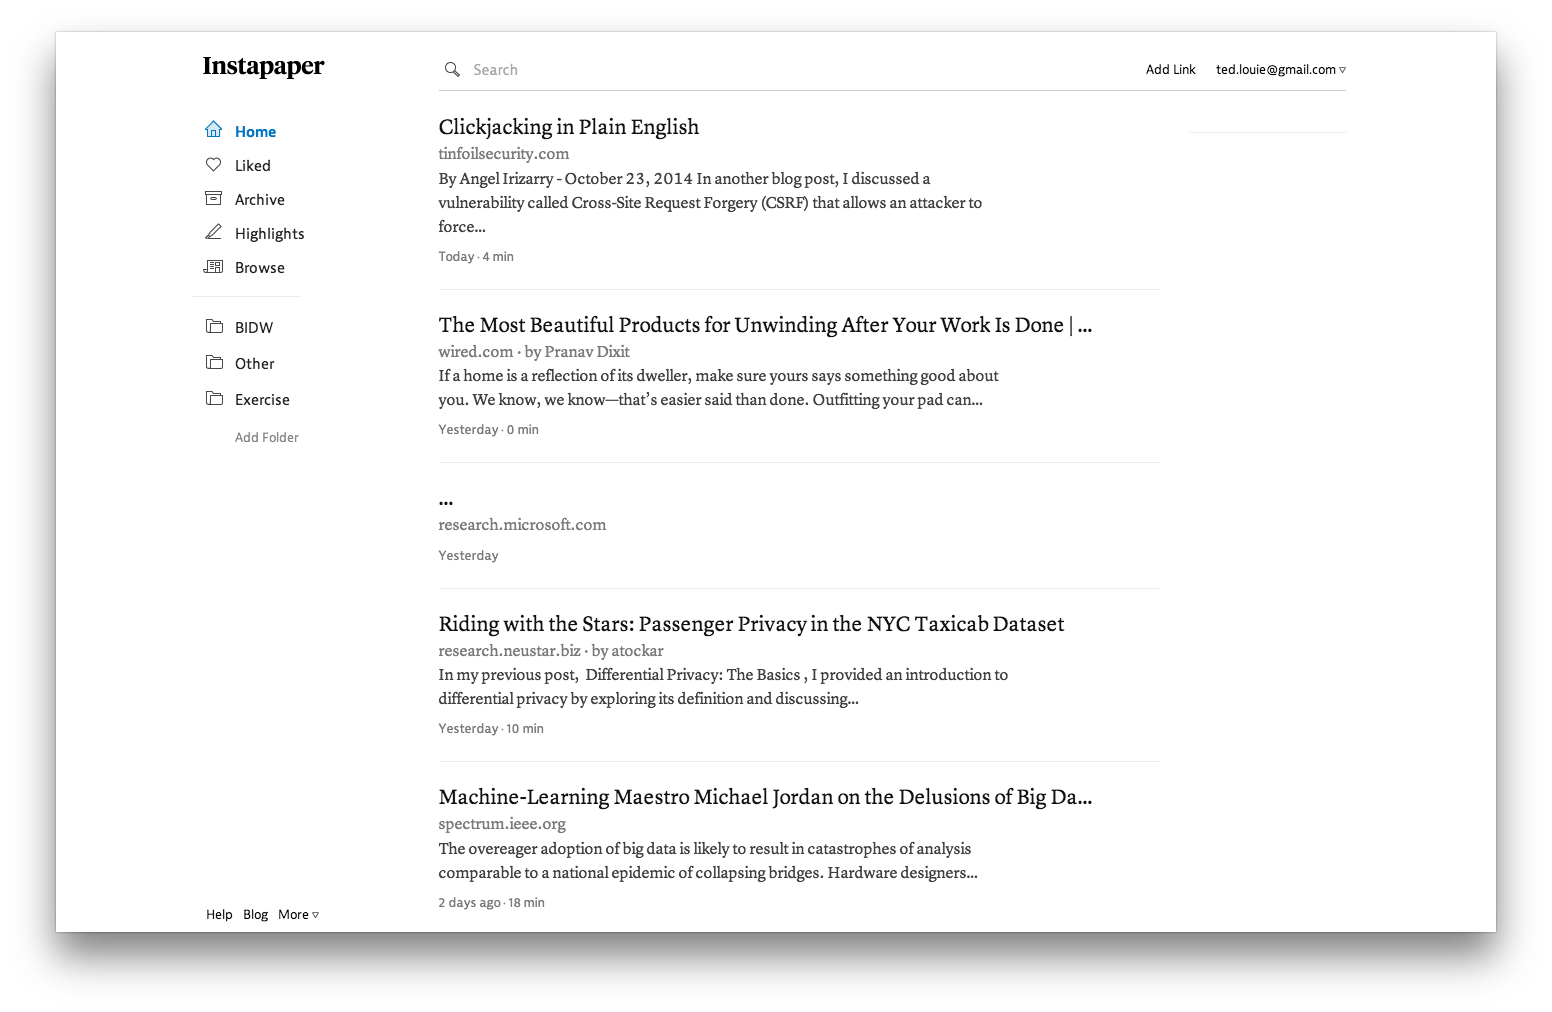 Instapaper
Search
Add Link
ted.louie@gmail.com ▿
Home
Liked
Archive
Highlights
Browse
BIDW
Other
Exercise
Add Folder
Clickjacking in Plain English
tinfoilsecurity.com
By Angel Irizarry - October 23, 2014 In another blog post, I discussed a
vulnerability called Cross-Site Request Forgery (CSRF) that allows an attacker to
force...
Today · 4 min
The Most Beautiful Products for Unwinding After Your Work Is Done | ...
wired.com · by Pranav Dixit
If a home is a reflection of its dweller, make sure yours says something good about
you. We know, we know—that’s easier said than done. Outfitting your pad can...
Yesterday · 0 min
...
research.microsoft.com
Yesterday
Riding with the Stars: Passenger Privacy in the NYC Taxicab Dataset
research.neustar.biz · by atockar
In my previous post,  Differential Privacy: The Basics , I provided an introduction to
differential privacy by exploring its definition and discussing...
Yesterday · 10 min
Machine-Learning Maestro Michael Jordan on the Delusions of Big Da...
spectrum.ieee.org
The overeager adoption of big data is likely to result in catastrophes of analysis
comparable to a national epidemic of collapsing bridges. Hardware designers...
2 days ago · 18 min
Help Blog More ▿